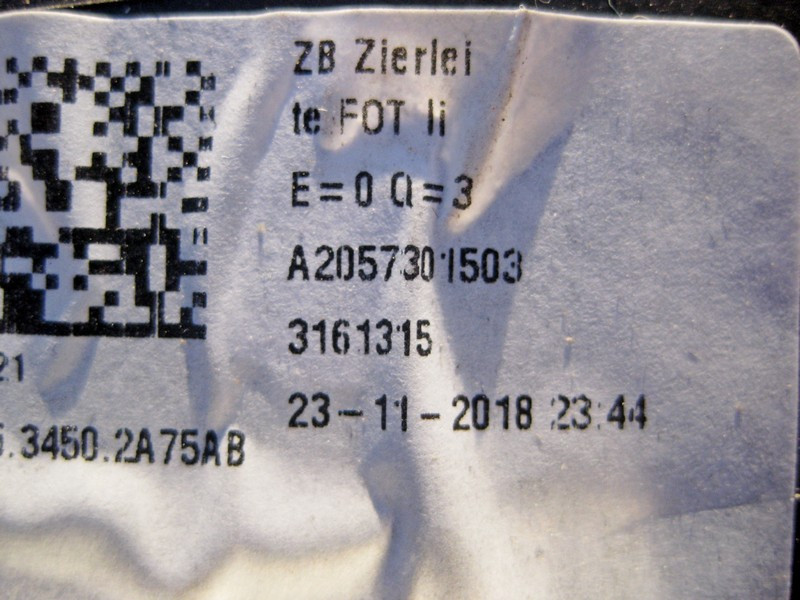 ZB Zierlei
te FOT li
E=0 Q=3
A2057301503
3161315
23-11-2018 23:44
21
.3450.2A75AB